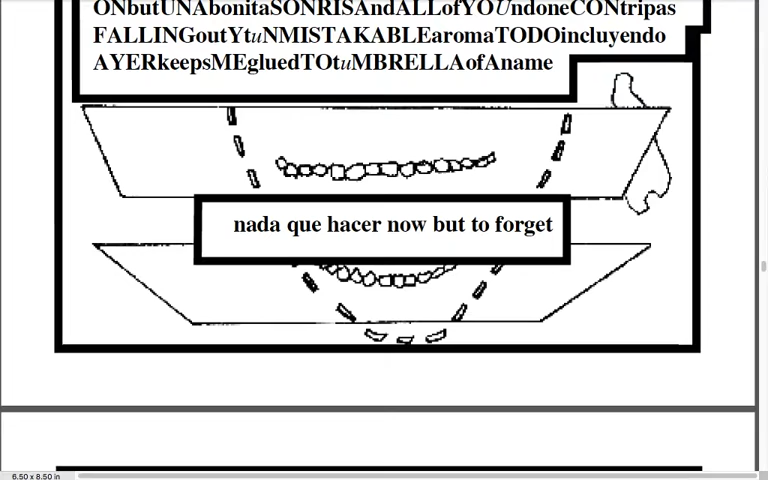 ONbutUNAbonitaSONRISAndALLofYOUndoneCONtripas
FALLINGoutYtuNMISTAKABLEaromaTODOincluyendo
AYERkeepsMEgluedTOtuMBRELLAofAname
nada que hacer now but to forget
6.50 x 8.50 in